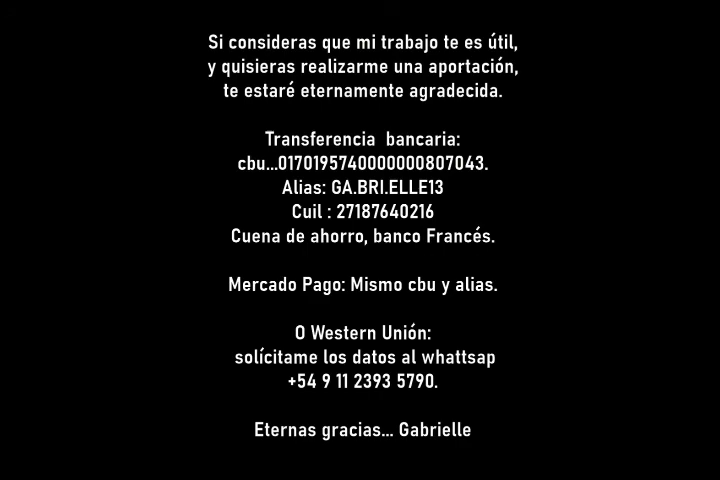 Si consideras que mi trabajo te es útil,
y quisieras realizarme una aportación,
te estaré eternamente agradecida.
Transferencia bancaria:
cbu...0170195740000000807043.
Alias: GA.BRI.ELLE13
Cuil : 27187640216
Cuena de ahorro, banco Francés.
Mercado Pago: Mismo cbu y alias.
O Western Unión:
solícitame los datos al whattsap
+54 9 11 2393 5790.
Eternas gracias... Gabrielle